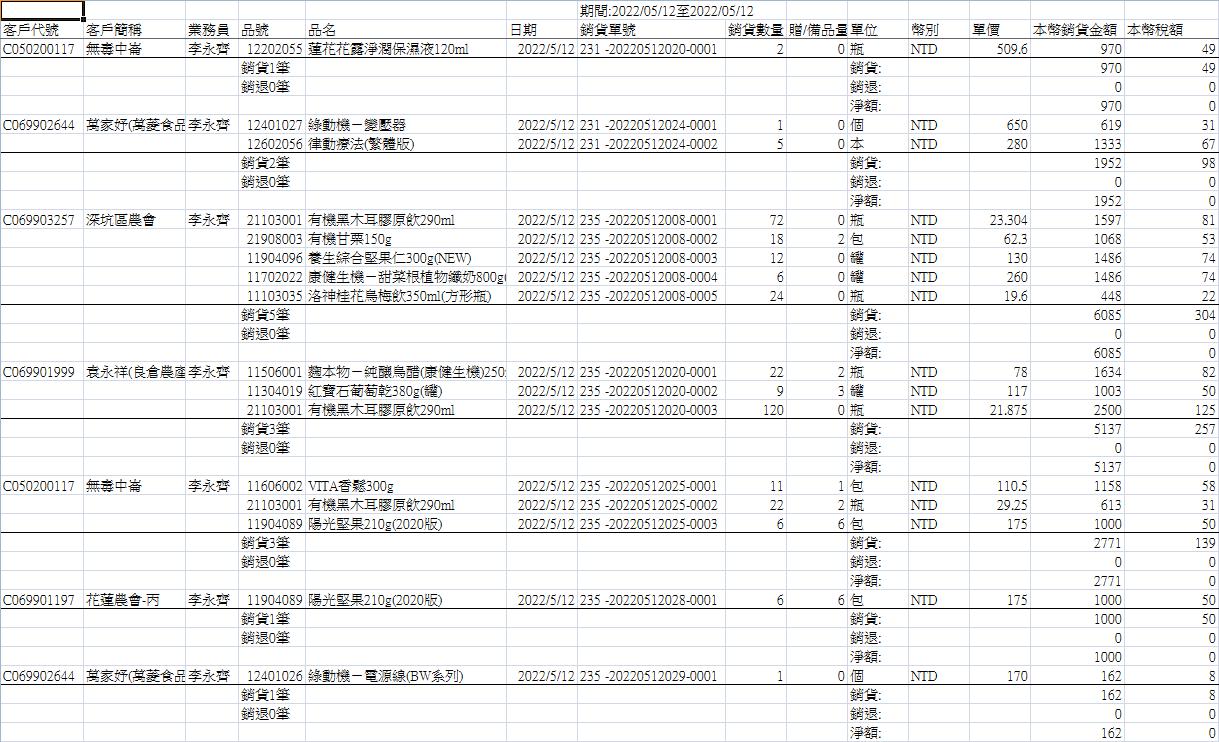 期間:2022/05/12至2022/05/12
客戶代號 客戶簡稱 業務員 品號 品名 日期 銷貨單號 銷貨數量 贈/備品量 單位 幣別 單價 本幣銷貨金額 本幣稅額
C050200117 無毒中崙 李永齊 12202055 蓮花花露淨潤保濕液120ml 2022/5/12 231 -20220512020-0001 2 0 瓶 NTD 509.6 970 49
銷貨1筆 銷貨: 970 49
銷退0筆 銷退: 0 0
淨額: 970 0
C069902644 萬家妤(萬菱食品 李永齊 12401027 綠動機－變壓器 2022/5/12 231 -20220512024-0001 1 0 個 NTD 650 619 31
12602056 律動療法(繁體版) 2022/5/12 231 -20220512024-0002 5 0 本 NTD 280 1333 67
銷貨2筆 銷貨: 1952 98
銷退0筆 銷退: 0 0
淨額: 1952 0
C069903257 深坑區農會 李永齊 21103001 有機黑木耳膠原飲290ml 2022/5/12 235 -20220512008-0001 72 0 瓶 NTD 23.304 1597 81
21908003 有機甘栗150g 2022/5/12 235 -20220512008-0002 18 2 包 NTD 62.3 1068 53
11904096 養生綜合堅果仁300g(NEW) 2022/5/12 235 -20220512008-0003 12 0 罐 NTD 130 1486 74
11702022 康健生機－甜菜根植物纖奶800g( 2022/5/12 235 -20220512008-0004 6 0 罐 NTD 260 1486 74
11103035 洛神桂花烏梅飲350ml(方形瓶) 2022/5/12 235 -20220512008-0005 24 0 瓶 NTD 19.6 448 22
銷貨5筆 銷貨: 6085 304
銷退0筆 銷退: 0 0
淨額: 6085 0
C069901999 袁永祥(良倉農產 李永齊 11506001 麴本物－純釀烏醋(康健生機)250 2022/5/12 235 -20220512020-0001 22 2 瓶 NTD 78 1634 82
11304019 紅寶石葡萄乾380g(罐) 2022/5/12 235 -20220512020-0002 9 3 罐 NTD 117 1003 50
21103001 有機黑木耳膠原飲290ml 2022/5/12 235 -20220512020-0003 120 0 瓶 NTD 21.875 2500 125
銷貨3筆 銷貨: 5137 257
銷退0筆 銷退: 0 0
淨額: 5137 0
C050200117 無毒中崙 李永齊 11606002 VITA香鬆300g 2022/5/12 235 -20220512025-0001 11 1 包 NTD 110.5 1158 58
21103001 有機黑木耳膠原飲290ml 2022/5/12 235 -20220512025-0002 22 2 瓶 NTD 29.25 613 31
11904089 陽光堅果210g(2020版) 2022/5/12 235 -20220512025-0003 6 6 包 NTD 175 1000 50
銷貨3筆 銷貨: 2771 139
銷退0筆 銷退: 0 0
淨額: 2771 0
C069901197 花蓮農會-丙 李永齊 11904089 陽光堅果210g(2020版) 2022/5/12 235 -20220512028-0001 6 6 包 NTD 175 1000 50
銷貨1筆 銷貨: 1000 50
銷退0筆 銷退: 0 0
淨額: 1000 0
C069902644 萬家妤(萬菱食品 李永齊 12401026 綠動機－電源線(BW系列) 2022/5/12 235 -20220512029-0001 1 0 個 NTD 170 162 8
銷貨1筆 銷貨: 162 8
銷退0筆 銷退: 0 0
淨額: 162 0